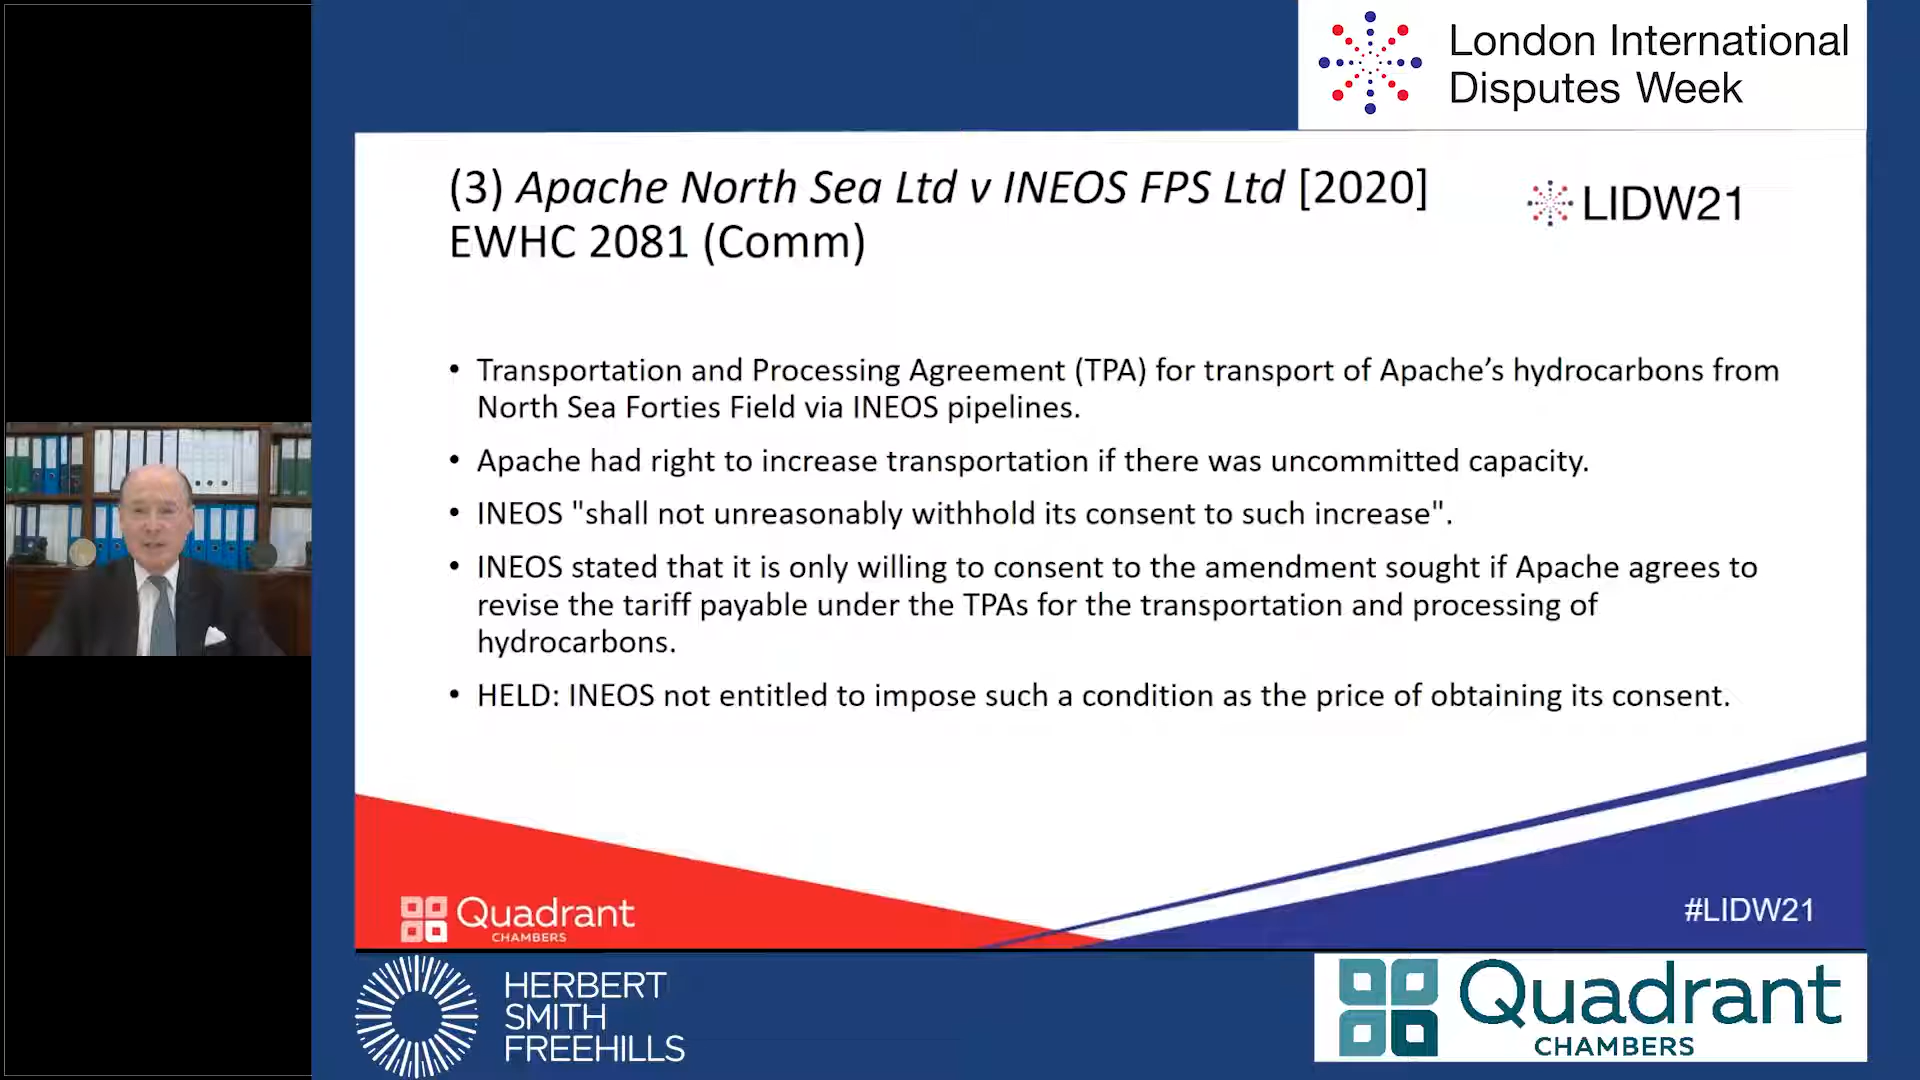 London International
Disputes Week
(3) Apache North Sea Ltd v INEOS FPS Ltd [2020]
EWHC 2081 (Comm)
LIDW21
• Transportation and Processing Agreement (TPA) for transport of Apache’s hydrocarbons from
North Sea Forties Field via INEOS pipelines.
• Apache had right to increase transportation if there was uncommitted capacity.
• INEOS "shall not unreasonably withhold its consent to such increase".
• INEOS stated that it is only willing to consent to the amendment sought if Apache agrees to
revise the tariff payable under the TPAs for the transportation and processing of
hydrocarbons.
• HELD: INEOS not entitled to impose such a condition as the price of obtaining its consent.
Quadrant
CHAMBERS
#LIDW21
HERBERT
SMITH
FREEHILLS
Quadrant
CHAMBERS